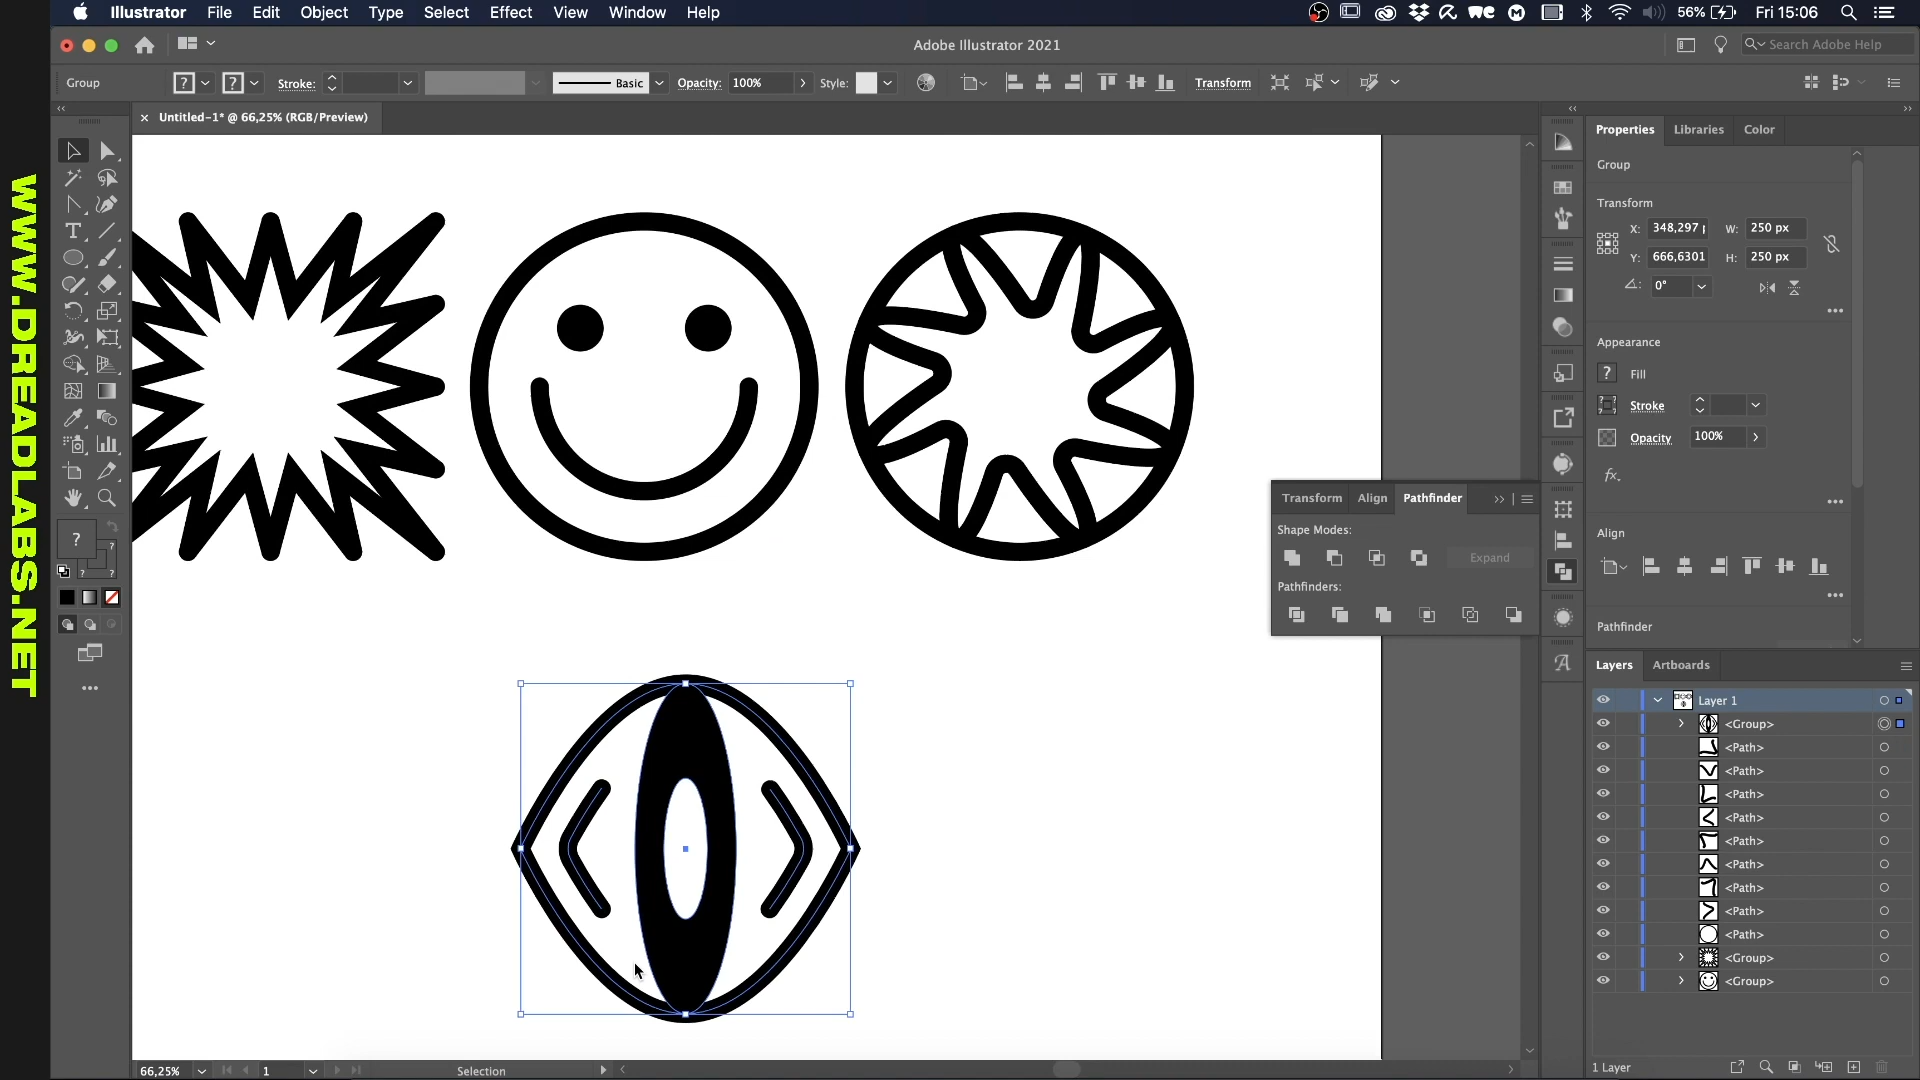 Illustrator File Edit Object Type Select Effect View Window Help
56% Fri 15:06
Adobe Illustrator 2021
Search Adobe Help
Group
? ? Stroke: Basic Opacity: 100% Style: Transform
× Untitled-1* @ 66,25% (RGB/Preview)
WWW.DREADLABS.NET
Properties Libraries Color
Group
Transform
X: 348,297 W: 250 px
Y: 666,6301 H: 250 px
0°
Appearance
? Fill
Stroke
Opacity 100%
fx.
Align
Pathfinder
Transform Align Pathfinder
Shape Modes:
Expand
Pathfinders:
Layers Artboards
Layer 1
<Group>
<Path>
<Path>
<Path>
<Path>
<Path>
<Path>
<Path>
<Path>
<Path>
<Group>
<Group>
1 Layer
66,25% 1 Selection